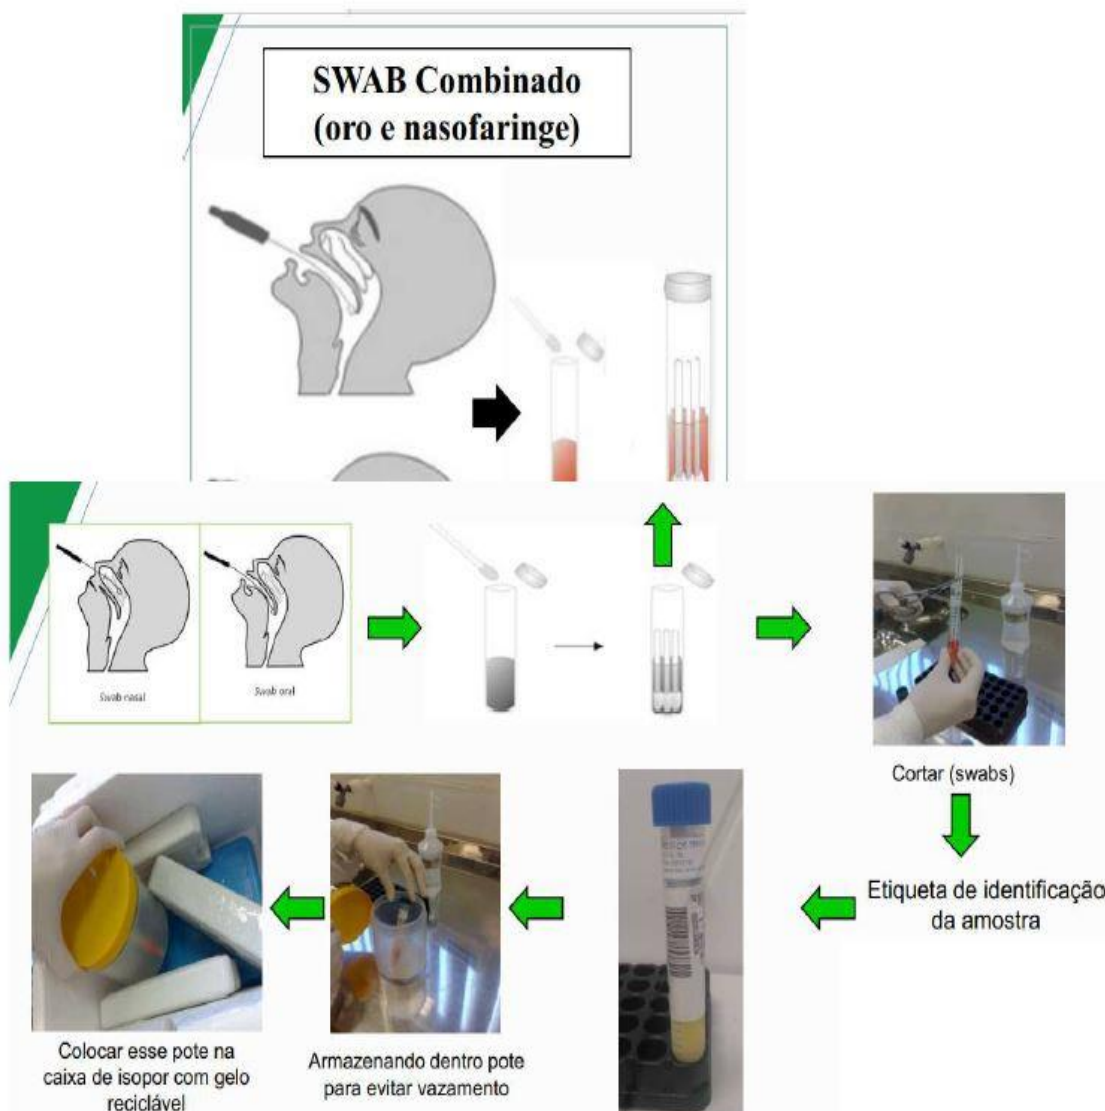 SWAB Combinado
(oro e nasofaringe)
Swab nasal
Swab oral
Cortar (swabs)
Etiqueta de identificação
da amostra
Colocar esse pote na
caixa de isopor com gelo
reciclável
Armazenando dentro pote
para evitar vazamento